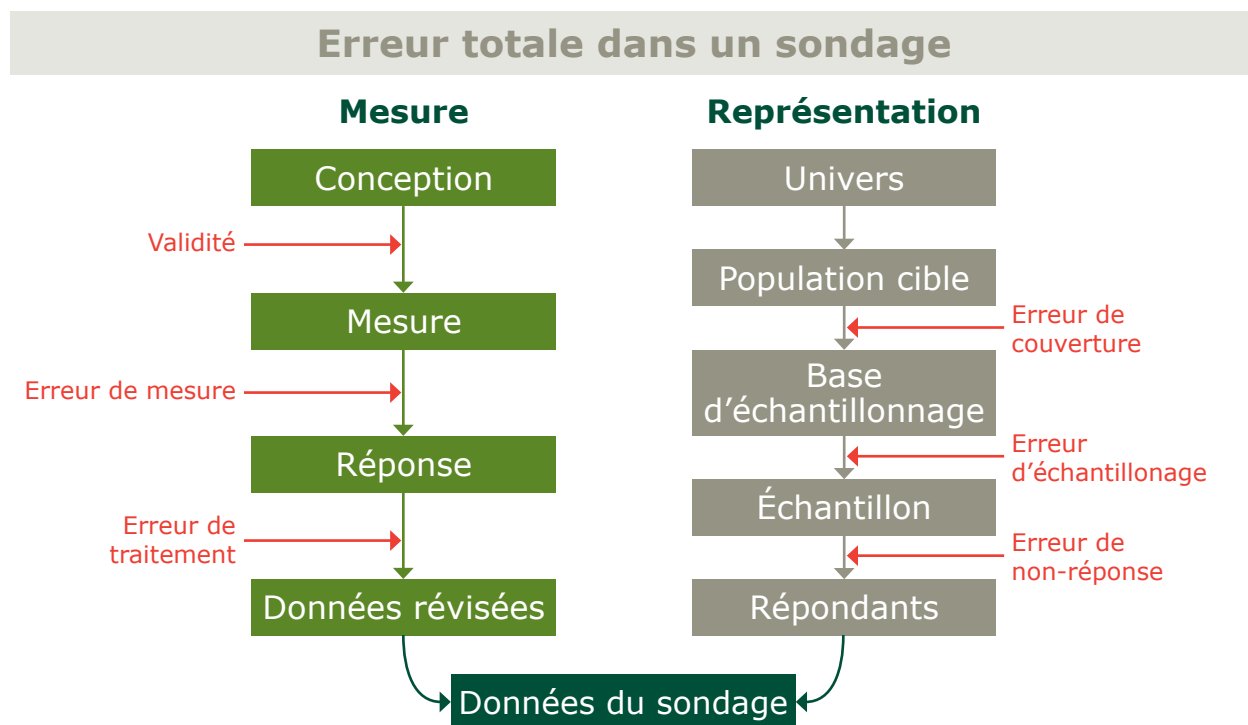 Erreur totale dans un sondage
Mesure
Conception
Validité
Mesure
Erreur de mesure
Réponse
Erreur de
traitement
Données révisées
Représentation
Univers
Population cible
Erreur de
couverture
Base
d’échantillonnage
Erreur
d’échantillonage
Échantillon
Erreur de
non-réponse
Répondants
Données du sondage